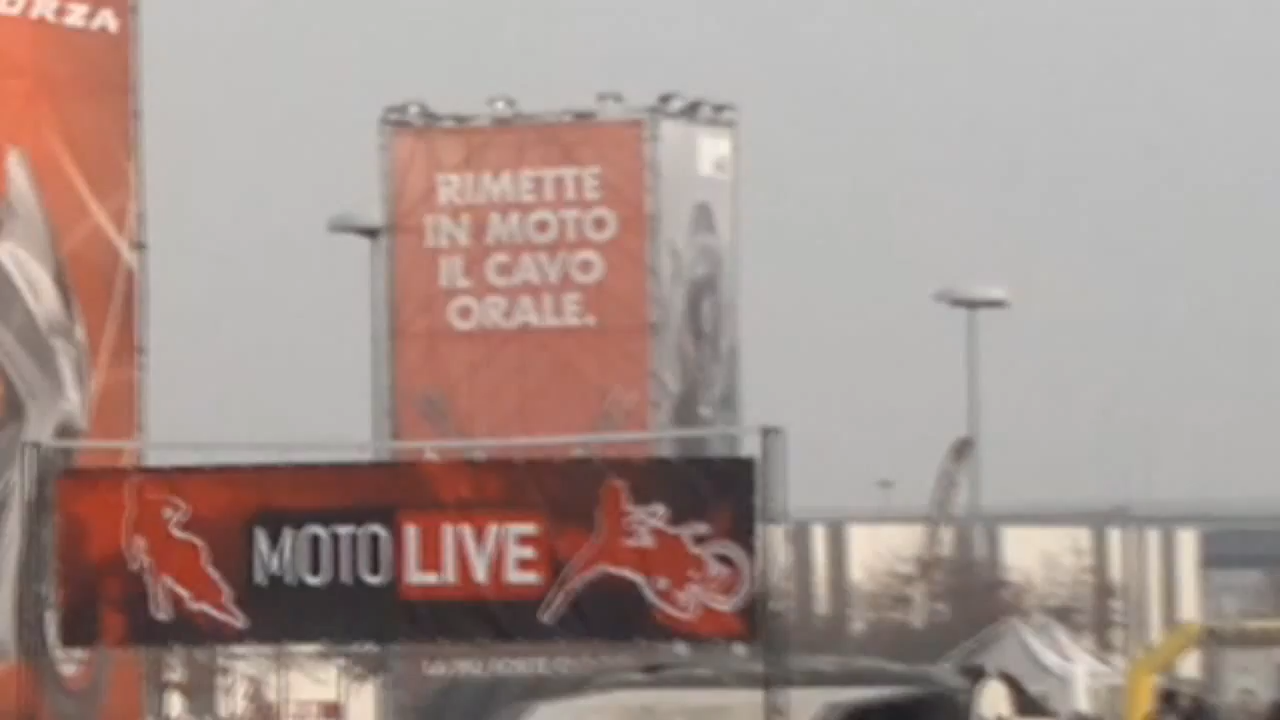 RIMETTE
IN MOTO
IL CAVO
ORALE.
MOTO LIVE